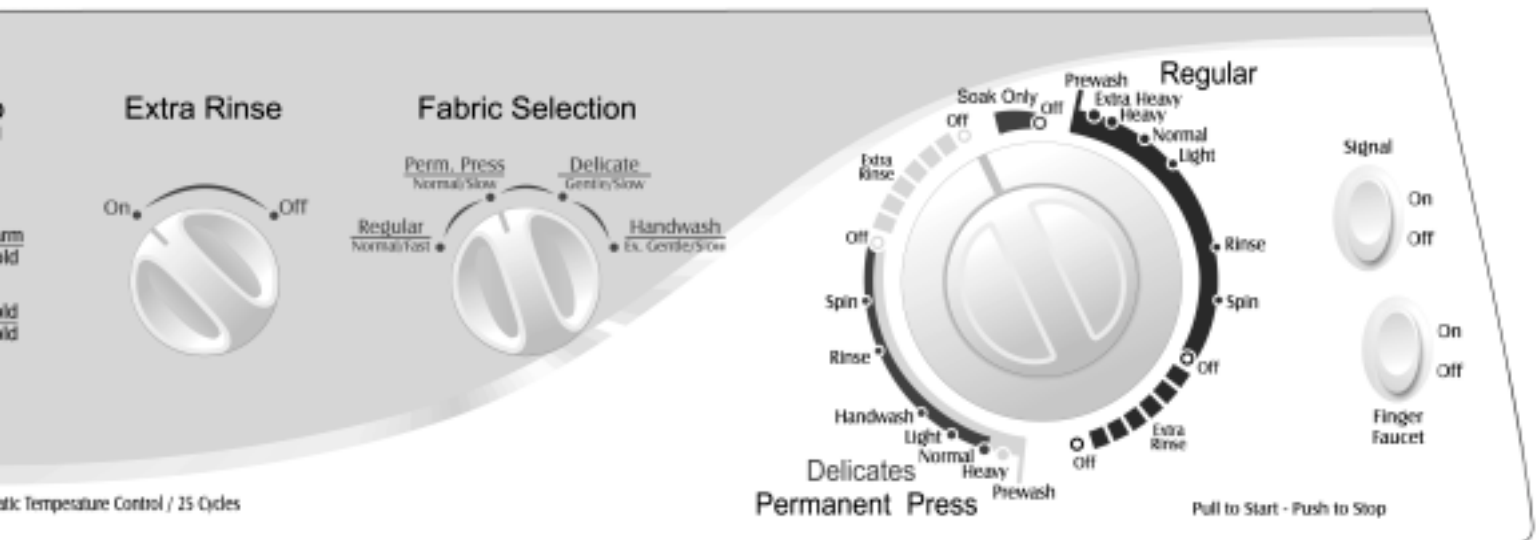 Extra Rinse
On
Off
Fabric Selection
Perm. Press
Normal/Slow
Delicate
Gentle/Slow
Regular
Normal/Fast
Handwash
Ex. Gentle/Slow
Regular
Prewash
Extra Heavy
Heavy
Normal
Light
Rinse
Spin
Off
Extra
Rinse
Off
Soak Only
Off
Off
Extra
Rinse
Off
Spin
Rinse
Handwash
Light
Normal
Heavy
Prewash
Delicates
Permanent Press
Signal
On
Off
On
Off
Finger
Faucet
Temperature Control / 25 Cycles
Pull to Start - Push to Stop